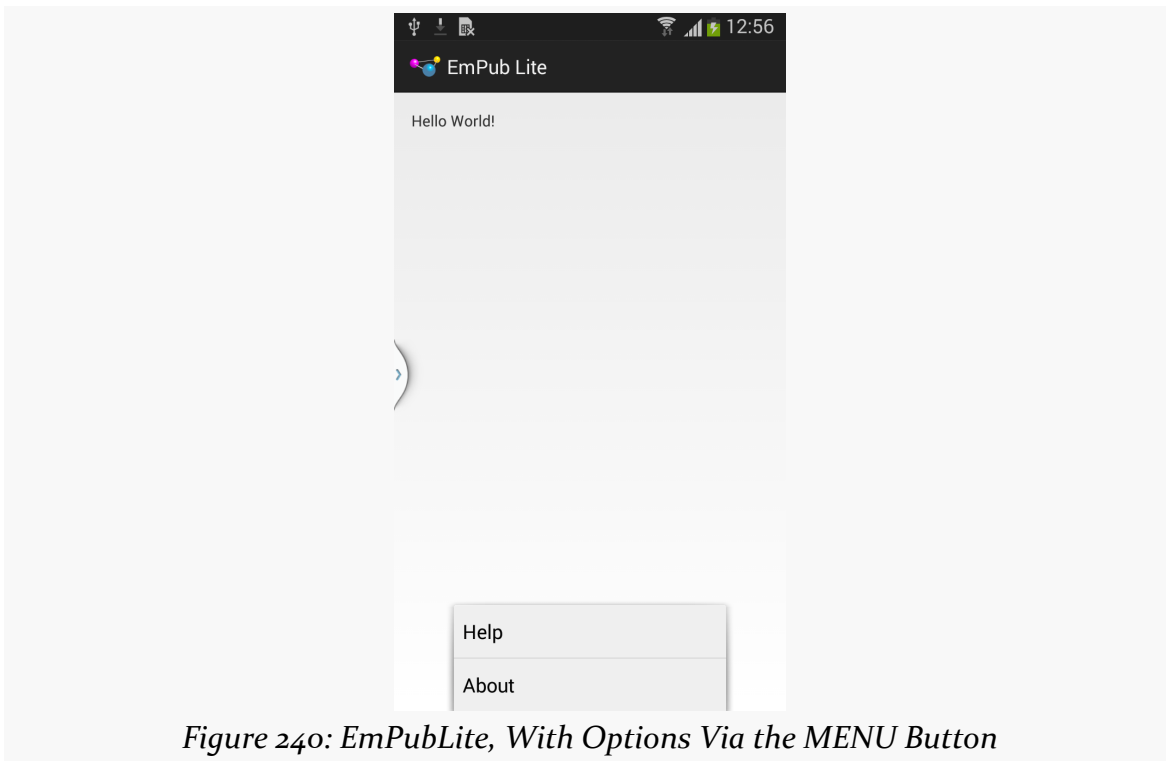 12:56
EmPub Lite
Hello World!
Help
About
Figure 240: EmPubLite, With Options Via the MENU Button